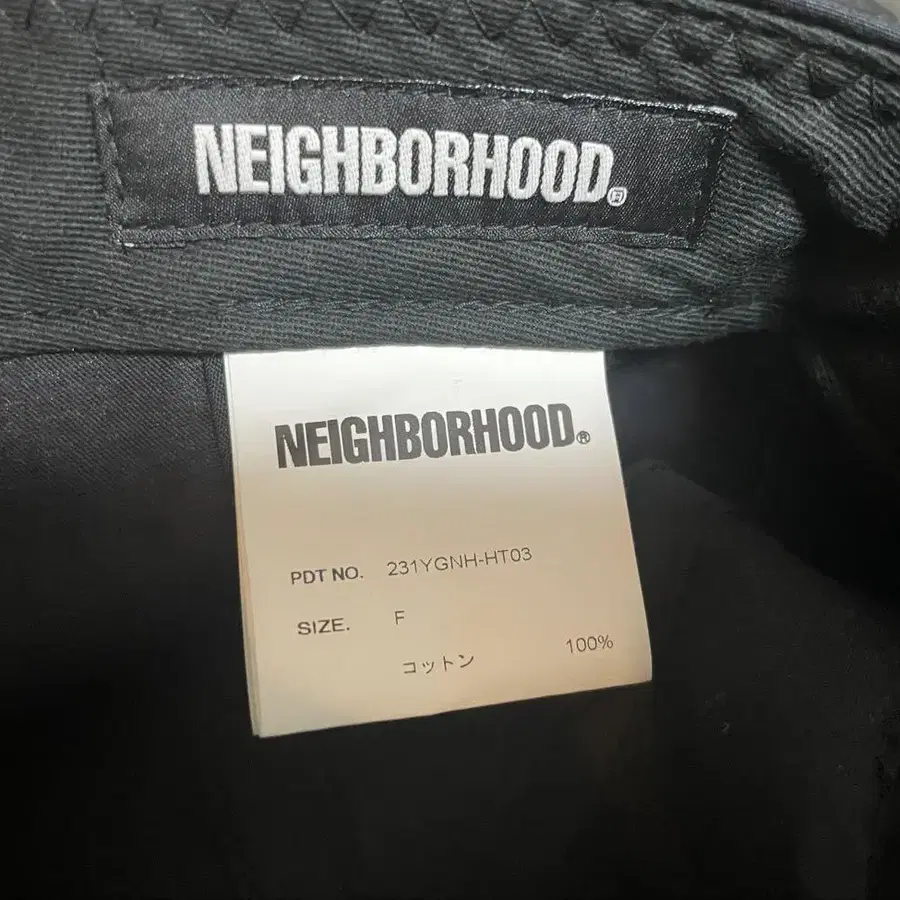 NEIGHBORHOOD®
NEIGHBORHOOD®
PDT NO. 231YGNH-HT03
SIZE. F
コットン 100%